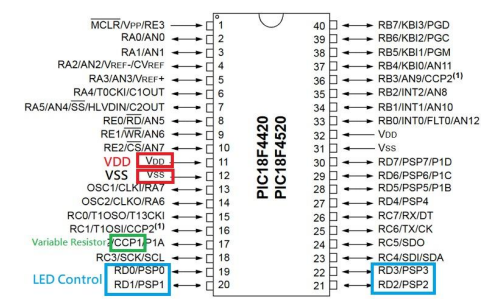 MCLR/VPP/RE3 1
RA0/AN0 2
RA1/AN1 3
RA2/AN2/VREF-/CVREF 4
RA3/AN3/VREF+ 5
RA4/T0CKI/C1OUT 6
RA5/AN4/SS/HLVDIN/C2OUT 7
RE0/RD/AN5 8
RE1/WR/AN6 9
RE2/CS/AN7 10
VDD VDD 11
VSS VSS 12
OSC1/CLKI/RA7 13
OSC2/CLKO/RA6 14
RC0/T1OSO/T13CKI 15
RC1/T1OSI/CCP2(1) 16
Variable Resistor /CCP1/P1A 17
RC3/SCK/SCL 18
LED Control
RD0/PSP0 19
RD1/PSP1 20
PIC18F4420
PIC18F4520
40 RB7/KBI3/PGD
39 RB6/KBI2/PGC
38 RB5/KBI1/PGM
37 RB4/KBI0/AN11
36 RB3/AN9/CCP2(1)
35 RB2/INT2/AN8
34 RB1/INT1/AN10
33 RB0/INT0/FLT0/AN12
32 VDD
31 VSS
30 RD7/PSP7/P1D
29 RD6/PSP6/P1C
28 RD5/PSP5/P1B
27 RD4/PSP4
26 RC7/RX/DT
25 RC6/TX/CK
24 RC5/SDO
23 RC4/SDI/SDA
22 RD3/PSP3
21 RD2/PSP2